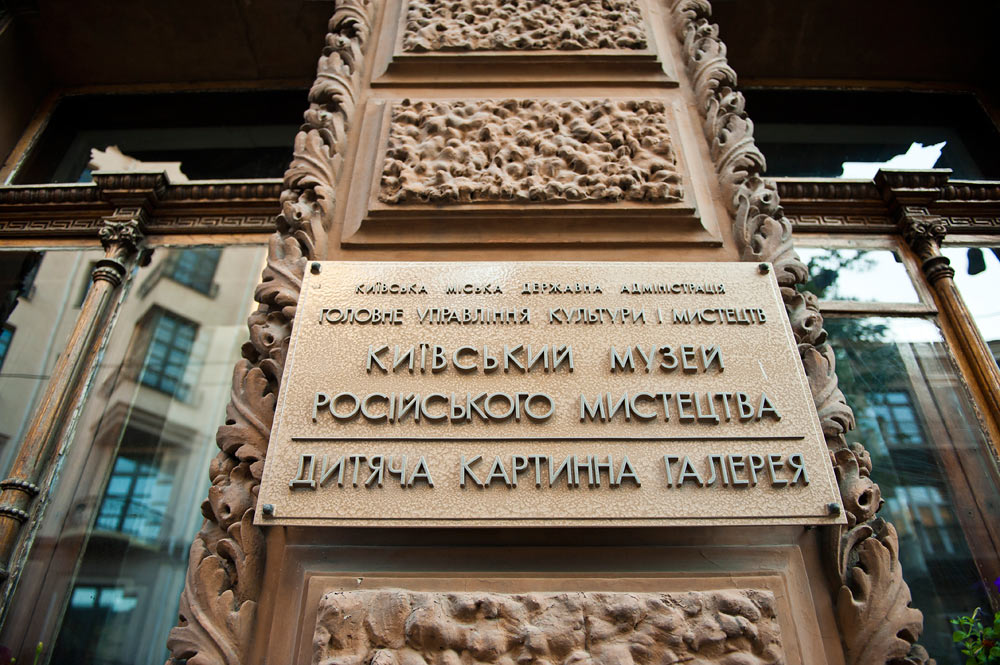 КИЇВСЬКА МІСЬКА ДЕРЖАВНА АДМІНІСТРАЦІЯ
ГОЛОВНЕ УПРАВЛІННЯ КУЛЬТУРИ І МИСТЕЦТВ
КИЇВСЬКИЙ МУЗЕЙ
РОСІЙСЬКОГО МИСТЕЦТВА
ДИТЯЧА КАРТИННА ГАЛЕРЕЯ